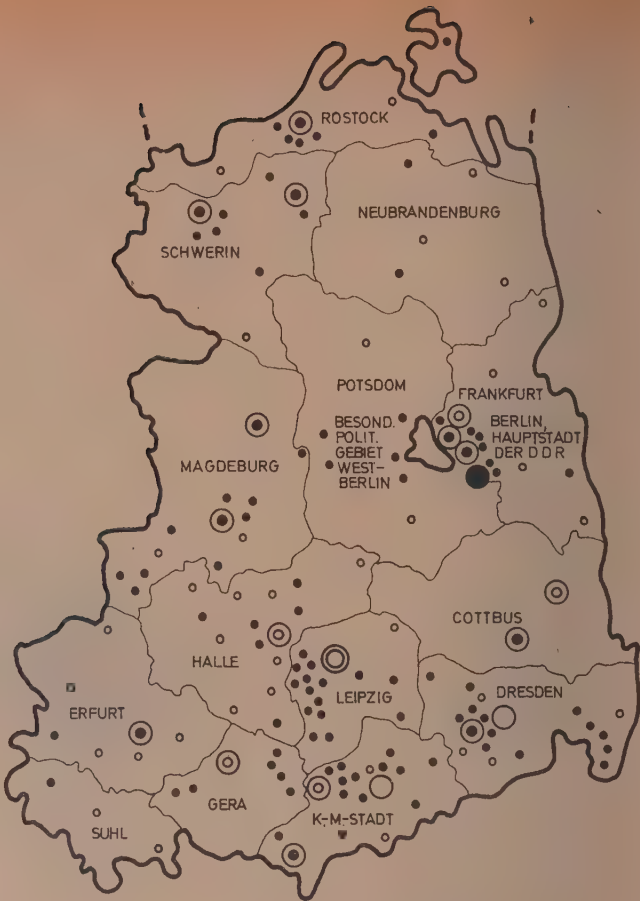 ROSTOCK
NEUBRANDENBURG
SCHWERIN
POTSDOM
FRANKFURT
BESOND.
POLIT.
GEBIET
WEST-
BERLIN
BERLIN,
HAUPTSTADT
DER DDR
MAGDEBURG
COTTBUS
HALLE
LEIPZIG
DRESDEN
ERFURT
GERA
K.-M.-STADT
SUHL